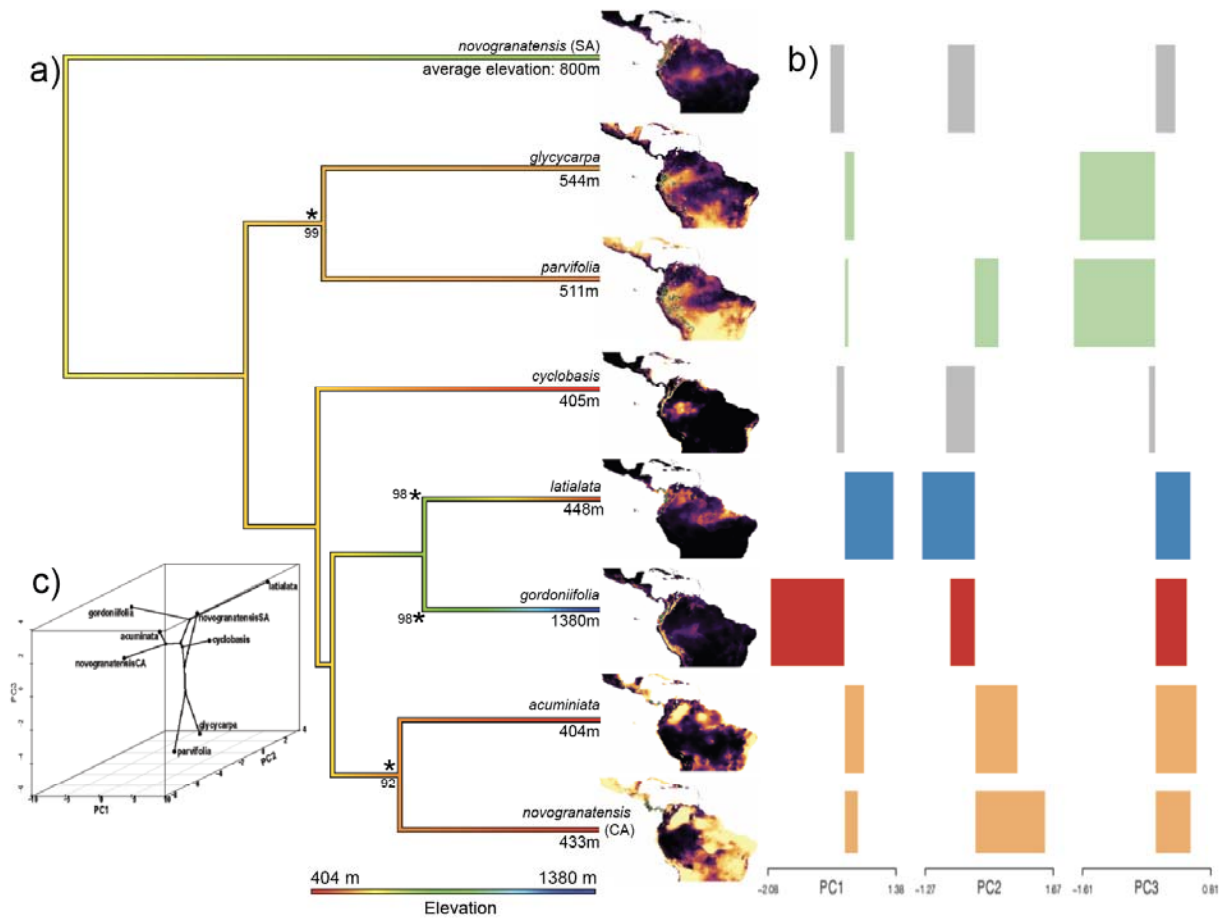 a)
novogranatensis (SA)
average elevation: 800m
glycycarpa
544m
*
99
parvifolia
511m
cyclobasis
405m
latialata
448m
98*
gordoniifolia
1380m
98*
acuminiata
404m
*
92
novogranatensis
(CA)
433m
404 m
1380 m
Elevation
b)
-2.08
PC1
1.38
-1.27
PC2
1.67
-1.61
PC3
0.81
c)
latialata
gordoniifolia
novogranatensisSA
acuminata
cyclobasis
novogranatensisCA
glycycarpa
parvifolia
PC3
PC1
PC2